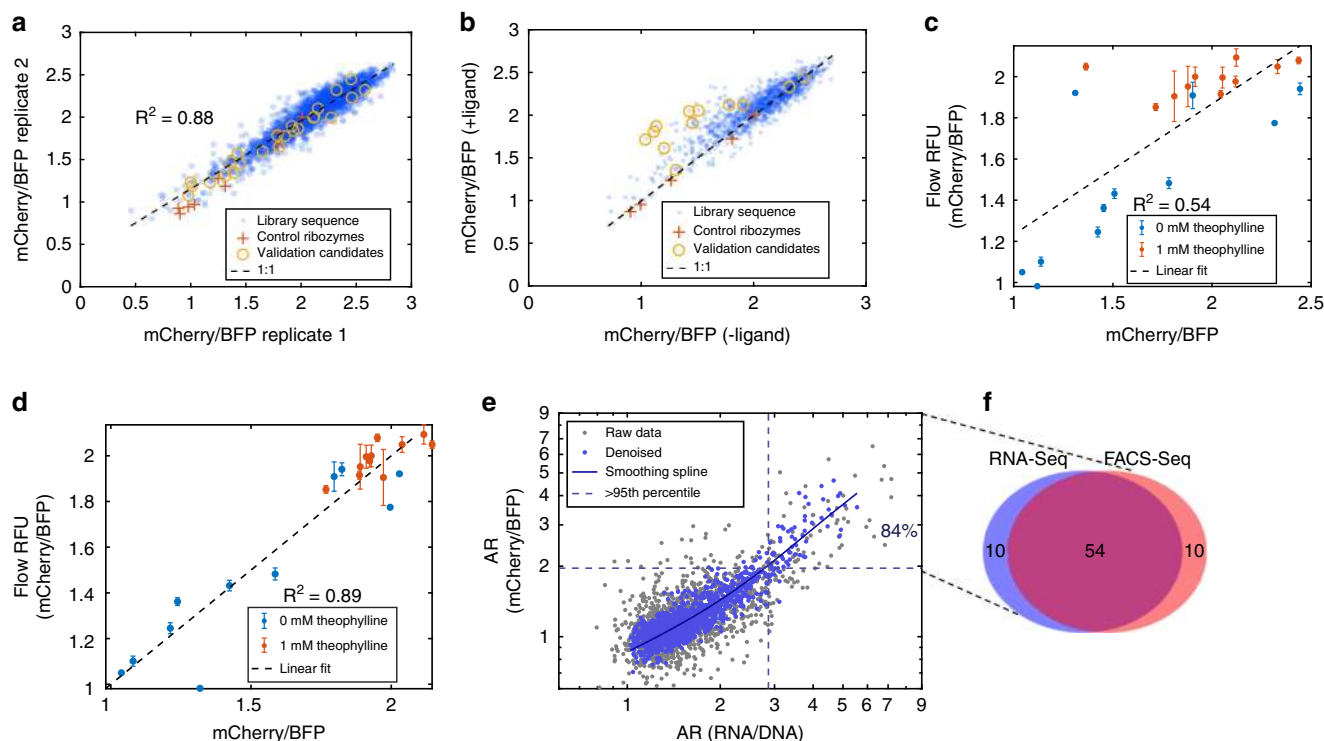 a
mCherry/BFP replicate 2
3
2.5
2
1.5
1
0.5
0
R² = 0.88
Library sequence
Control ribozymes
Validation candidates
1:1
0 0.5 1 1.5 2 2.5 3
mCherry/BFP replicate 1
b
mCherry/BFP (+ligand)
3
2.5
2
1.5
1
0.5
0
Library sequence
Control ribozymes
Validation candidates
1:1
0 1 2 3
mCherry/BFP (-ligand)
c
Flow RFU
(mCherry/BFP)
2
1.8
1.6
1.4
1.2
1
R² = 0.54
0 mM theophylline
1 mM theophylline
Linear fit
1 1.5 2 2.5
mCherry/BFP
d
Flow RFU
(mCherry/BFP)
2
1.8
1.6
1.4
1.2
1
R² = 0.89
0 mM theophylline
1 mM theophylline
Linear fit
1 1.5 2
mCherry/BFP
e
AR
(mCherry/BFP)
9
7
6
5
4
3
2
1
Raw data
Denoised
Smoothing spline
>95th percentile
84%
1 2 3 4 5 6 7 9
AR (RNA/DNA)
f
RNA-Seq FACS-Seq
10 54 10